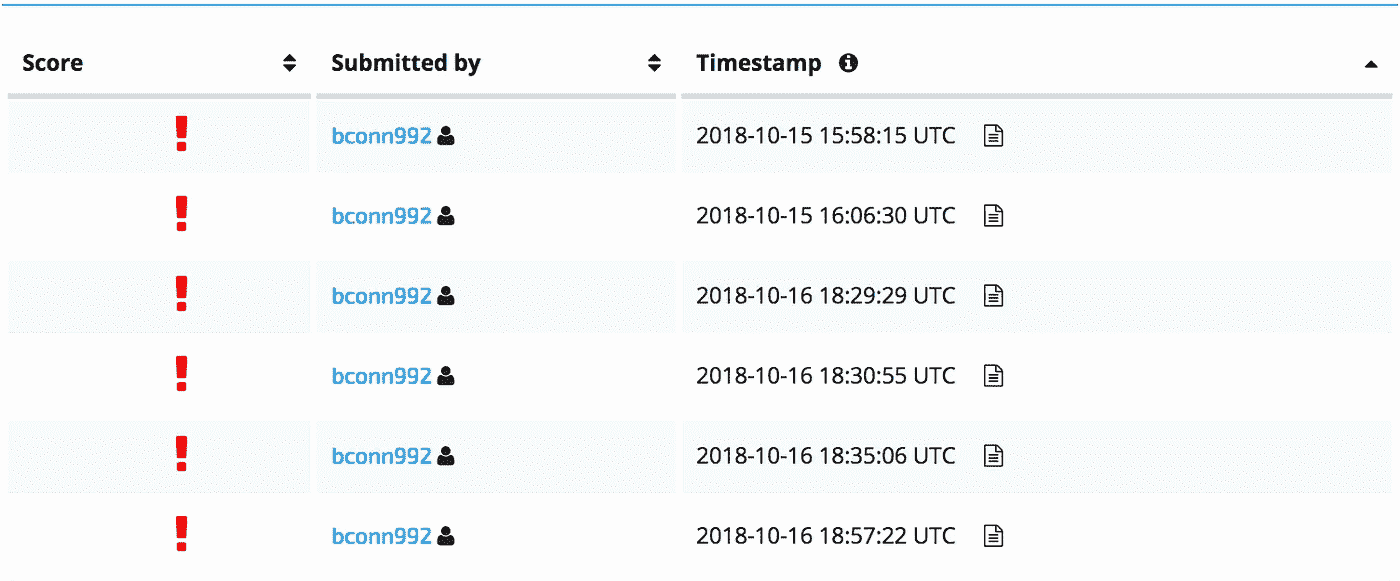 Score Submitted by Timestamp
! bconn992 2018-10-15 15:58:15 UTC
! bconn992 2018-10-15 16:06:30 UTC
! bconn992 2018-10-16 18:29:29 UTC
! bconn992 2018-10-16 18:30:55 UTC
! bconn992 2018-10-16 18:35:06 UTC
! bconn992 2018-10-16 18:57:22 UTC